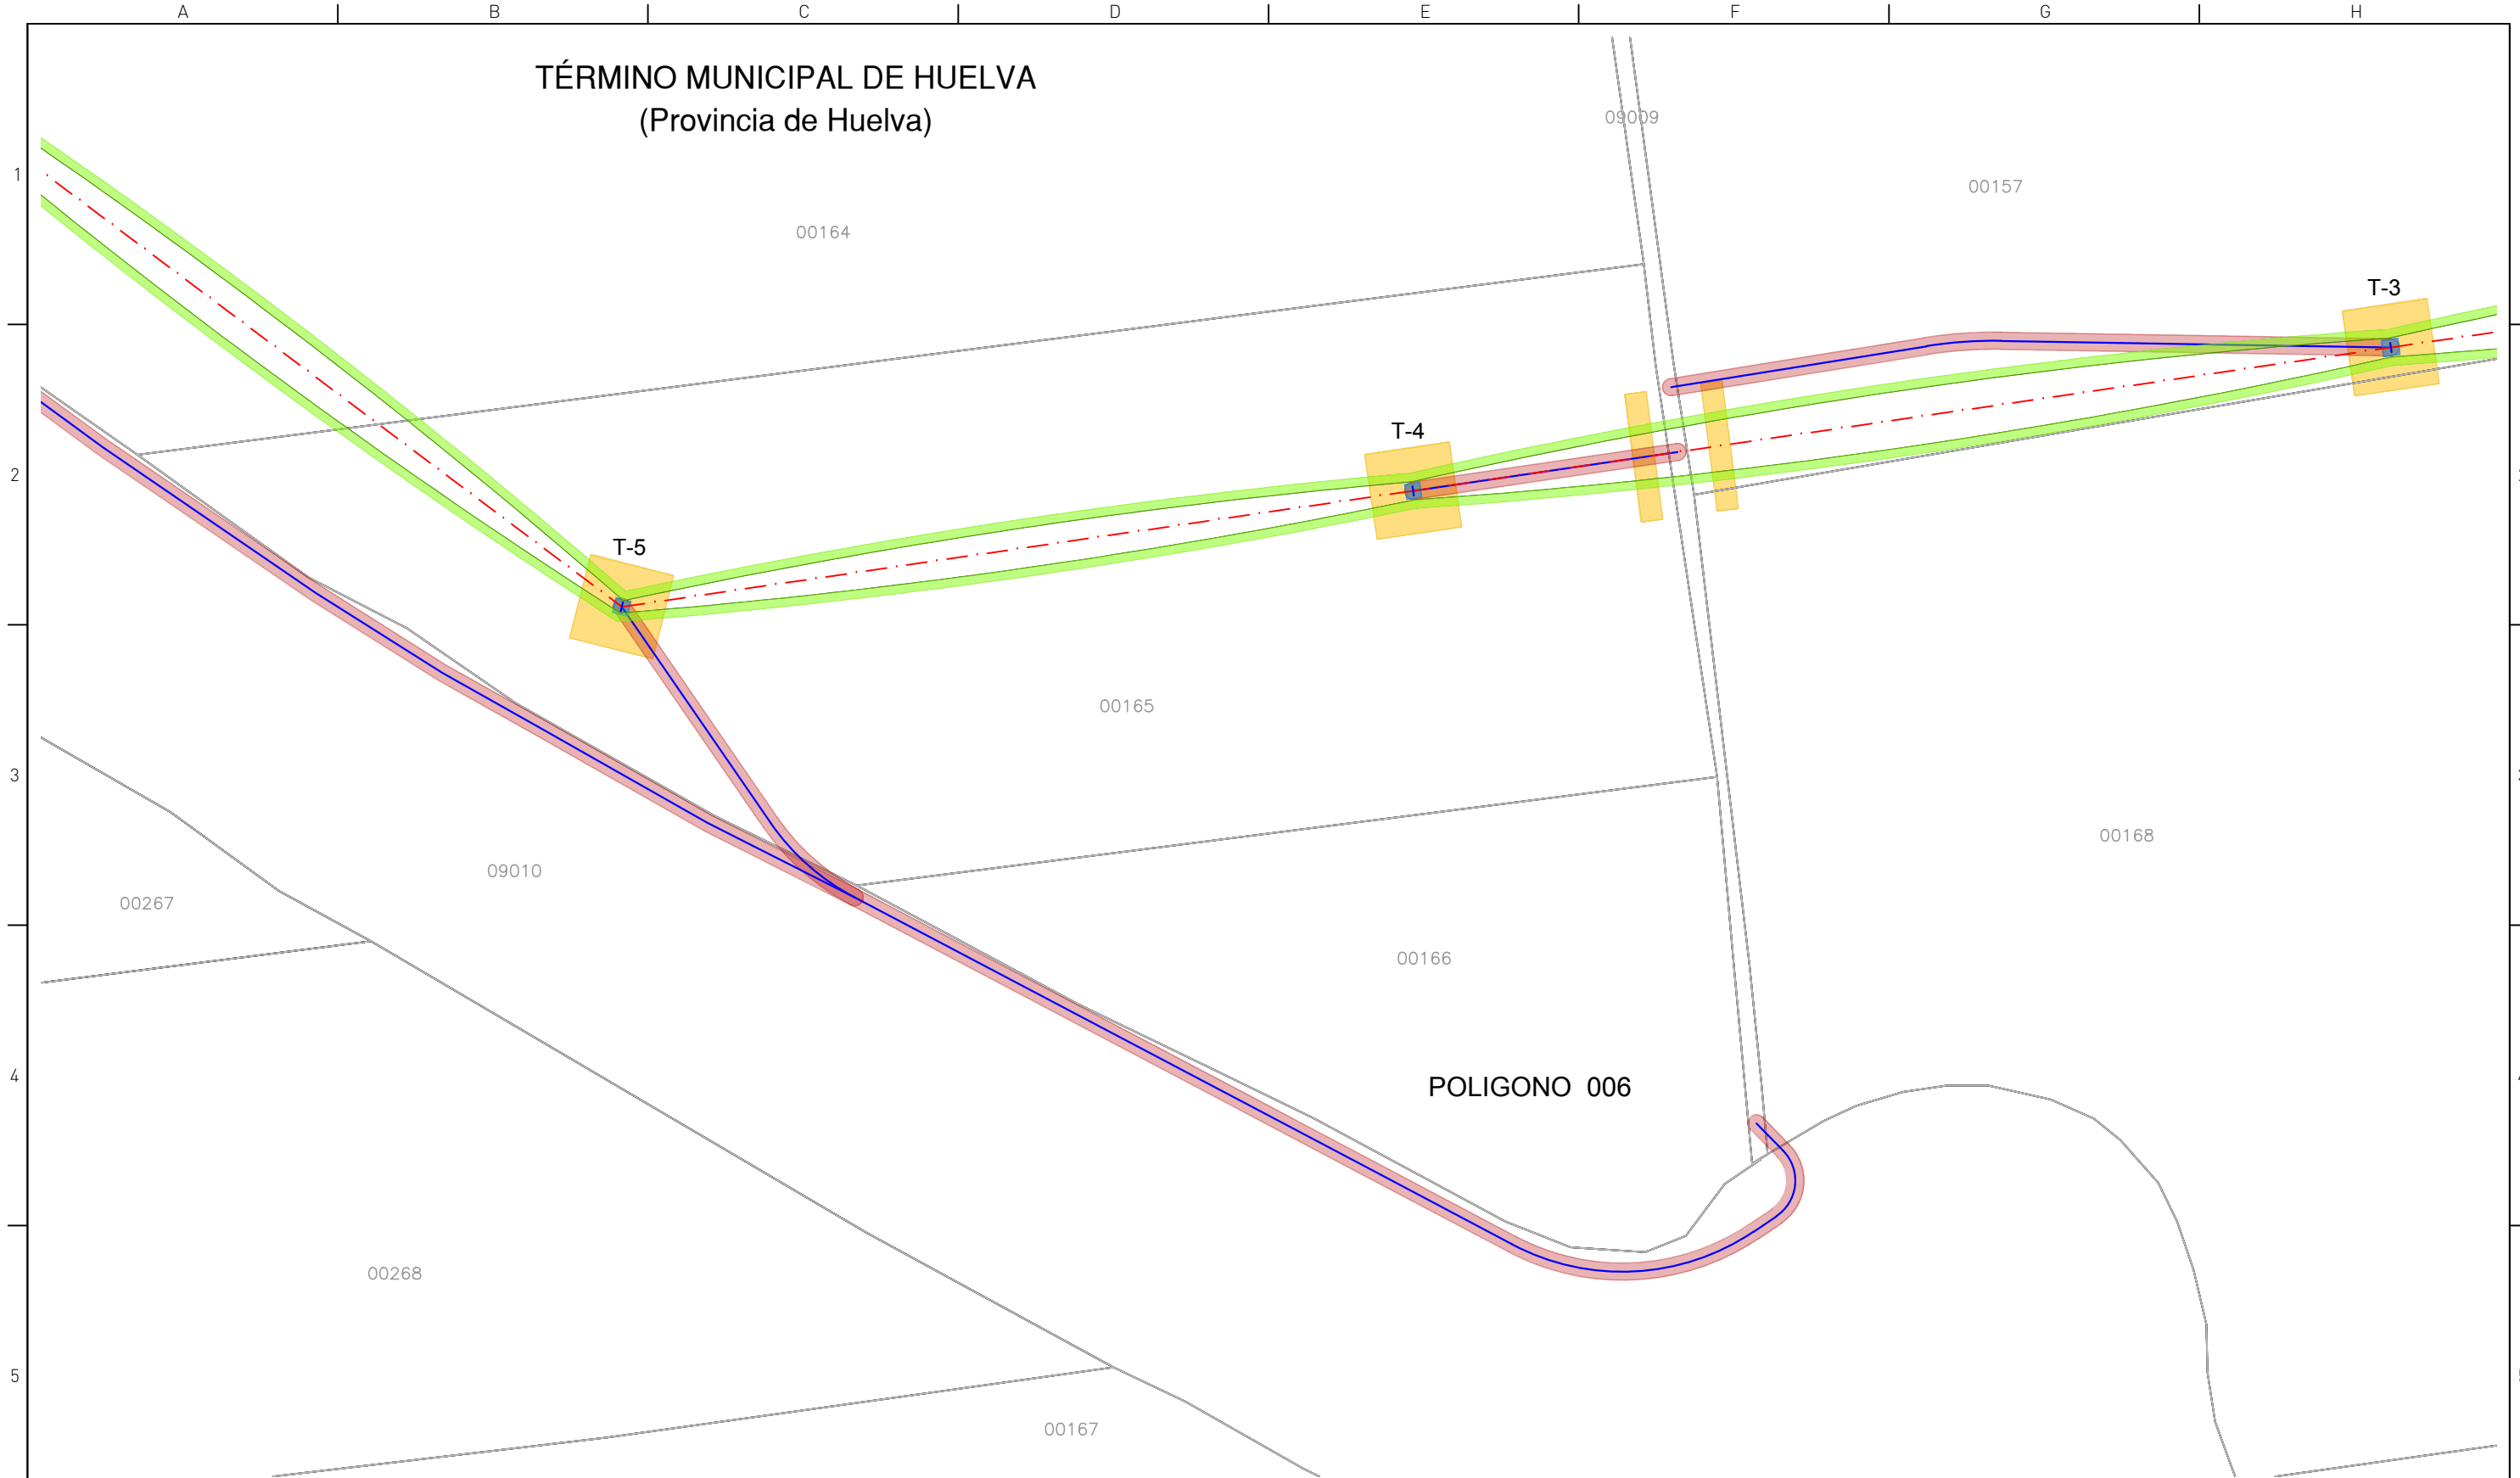 A B C D E F G H
TÉRMINO MUNICIPAL DE HUELVA
(Provincia de Huelva)
09009
1
00157
00164
T-3
T-4
2
T-5
00165
3
00168
09010
00267
00166
4
POLIGONO 006
00268
5
00167